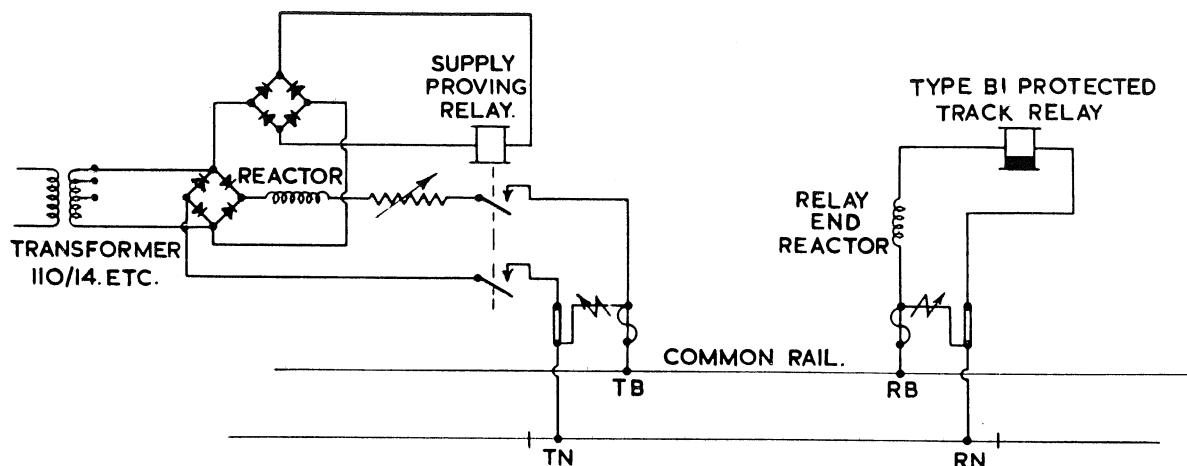 SUPPLY
PROVING
RELAY.
TYPE B1 PROTECTED
TRACK RELAY
REACTOR
RELAY
END
REACTOR
TRANSFORMER
110/14. ETC.
COMMON RAIL.
TB
RB
TN
RN